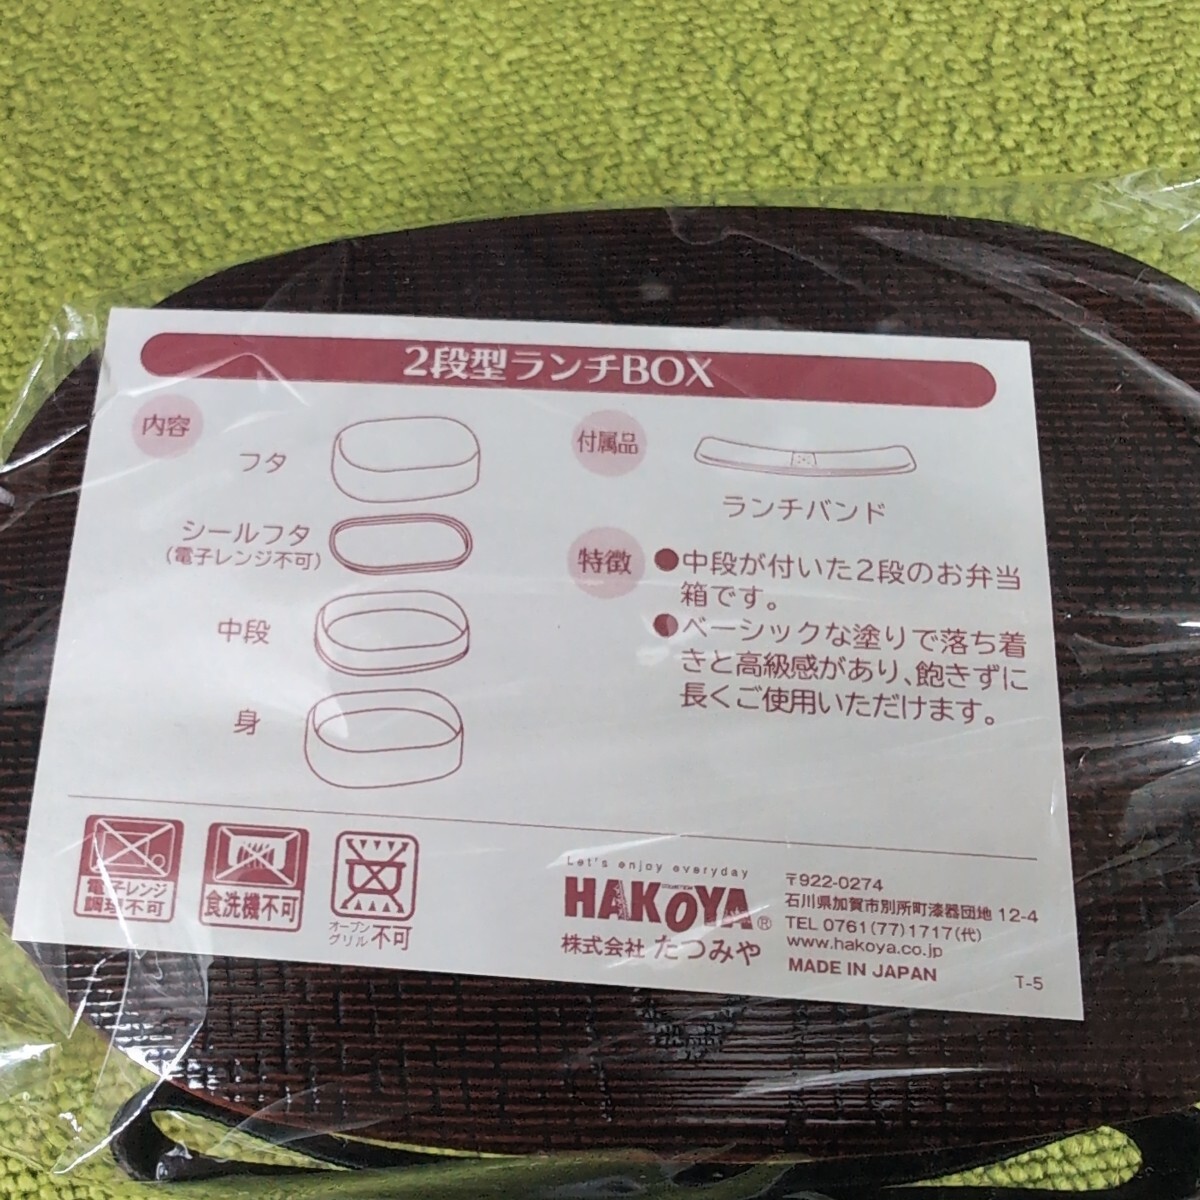 2段型ランチBOX
内容
フタ
シールフタ
(電子レンジ不可)
中段
身
付属品
ランチバンド
特徴
●中段が付いた2段のお弁当
箱です。
●ベーシックな塗りで落ち着
きと高級感があり、飽きずに
長くご使用いただけます。
電子レンジ
調理不可
食洗機不可
オーブン
グリル不可
Let's enjoy everyday
HAKOYA®
株式会社 たつみや
〒922-0274
石川県加賀市別所町漆器団地 12-4
TEL 0761(77)1717(代)
www.hakoya.co.jp
MADE IN JAPAN
T-5